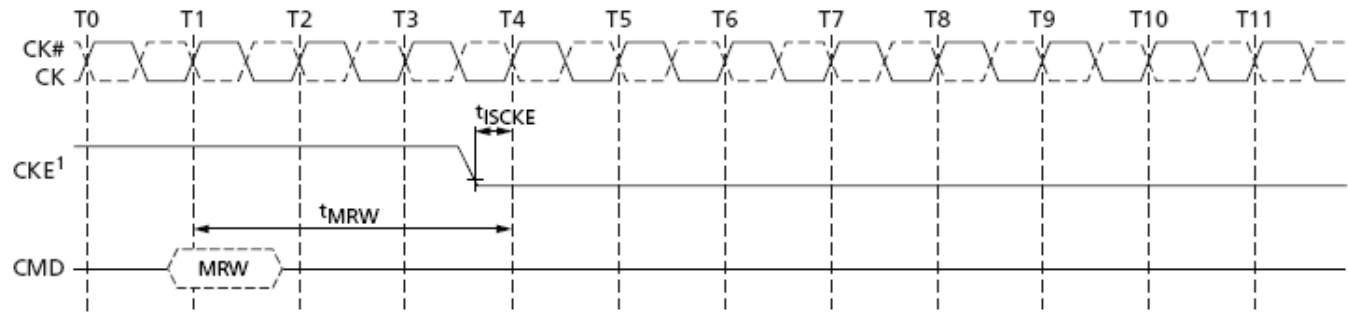 T0 T1 T2 T3 T4 T5 T6 T7 T8 T9 T10 T11
CK#
CK
tISCKE
CKE1
tMRW
CMD MRW